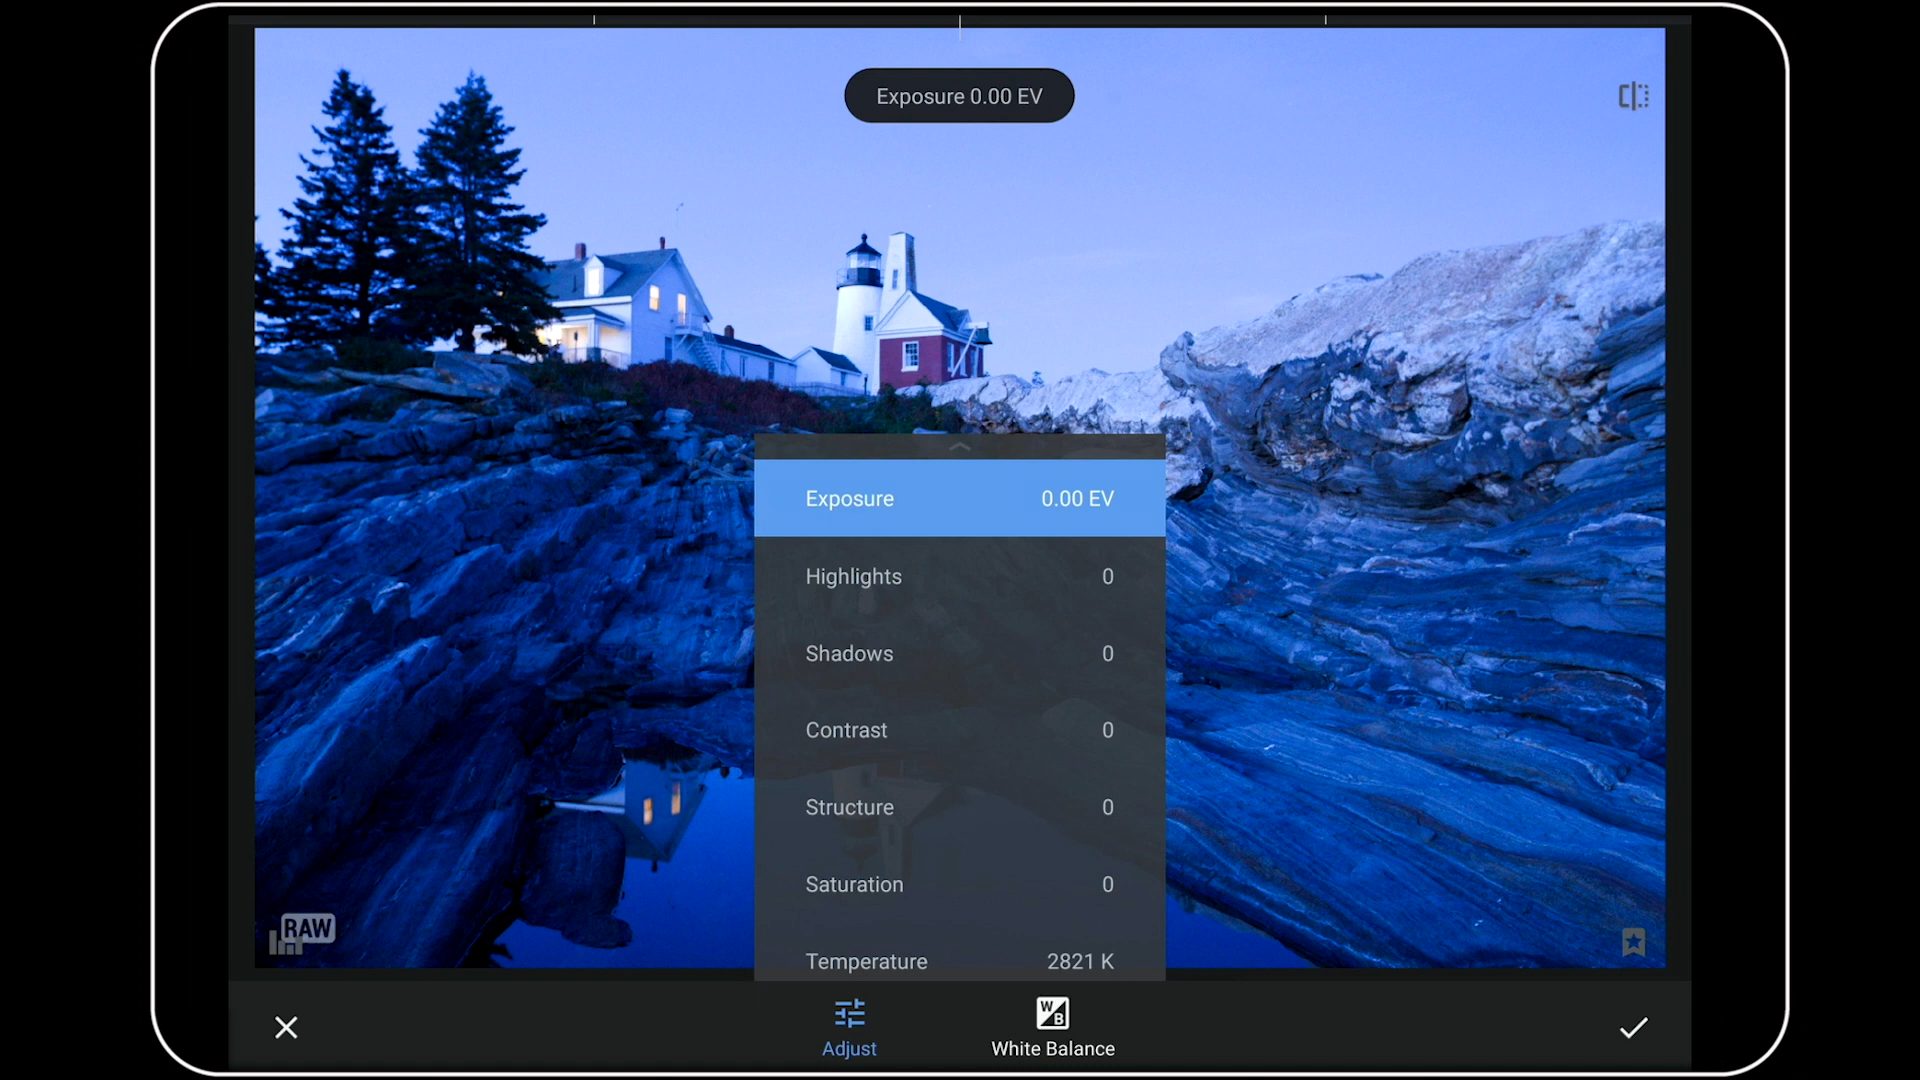 Exposure 0.00 EV
Exposure 0.00 EV
Highlights 0
Shadows 0
Contrast 0
Structure 0
Saturation 0
Temperature 2821 K
RAW
Adjust
WB
White Balance